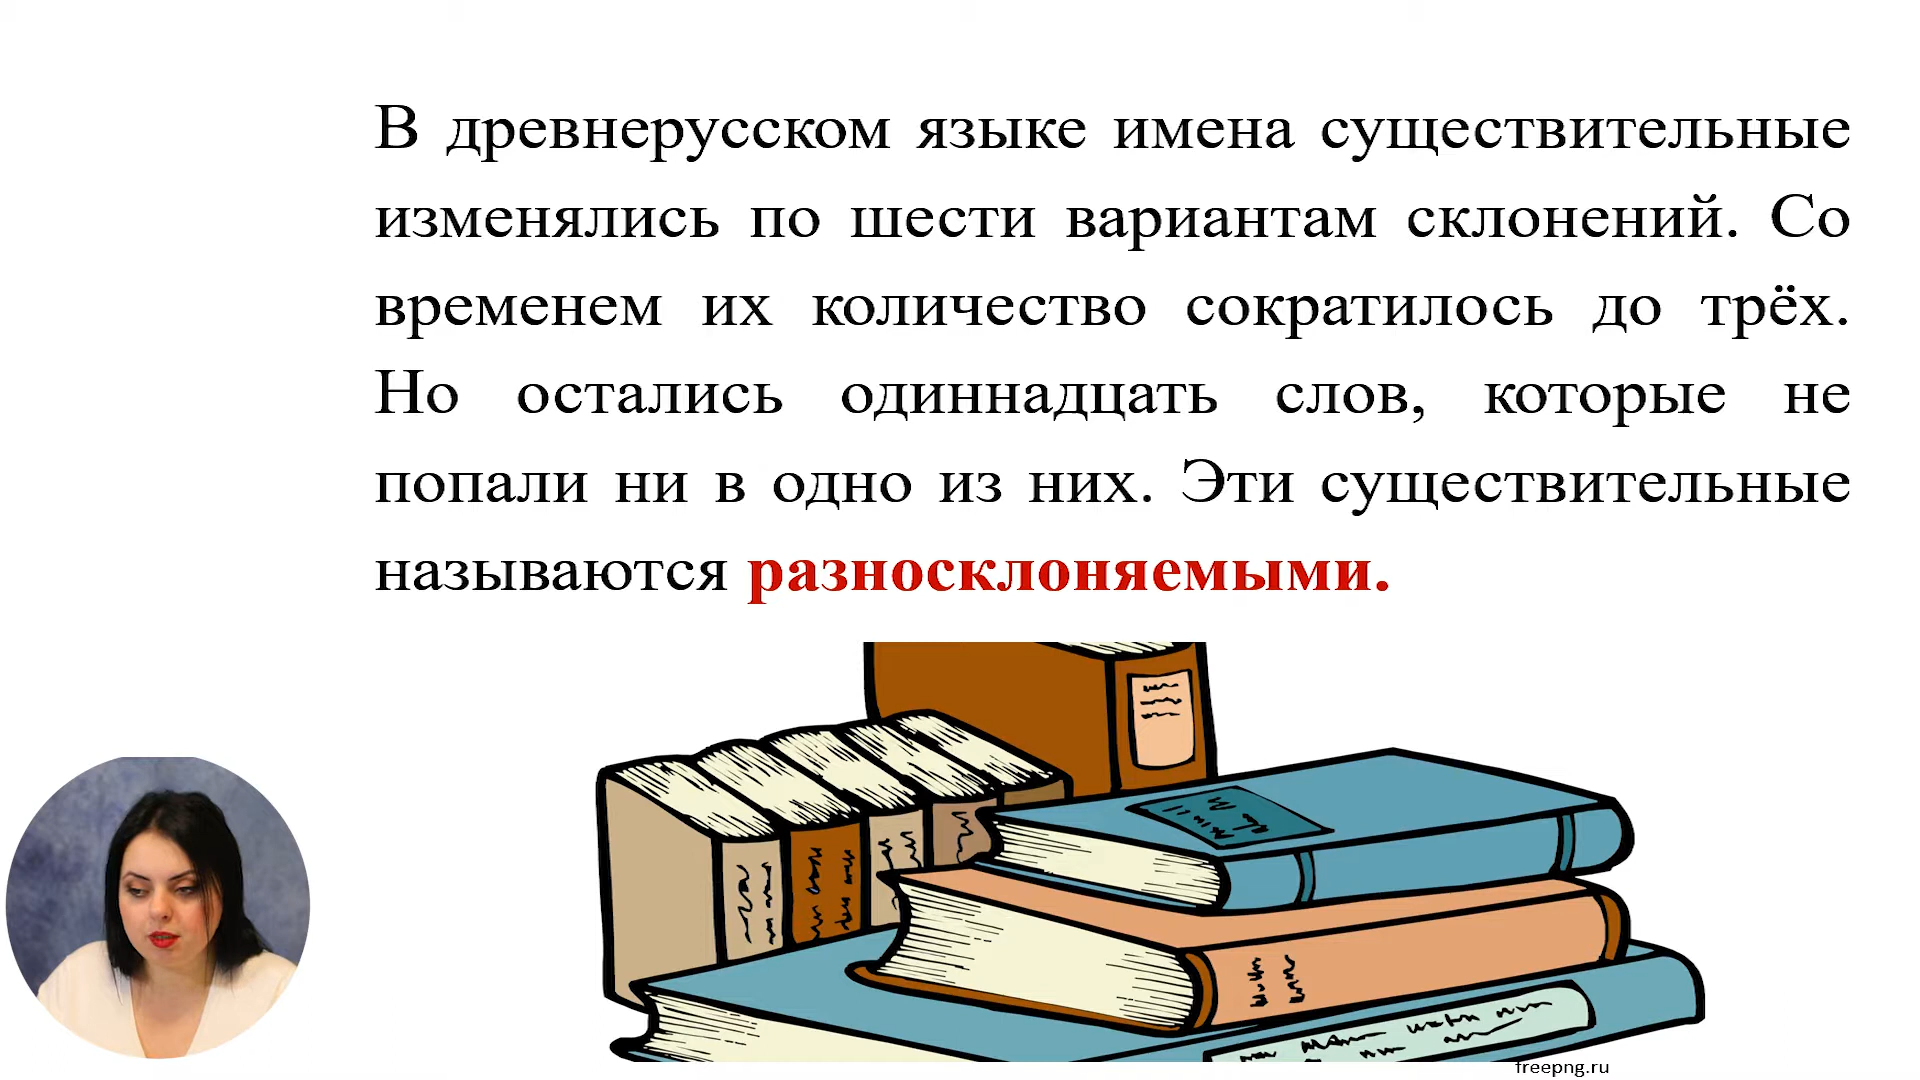 В древнерусском языке имена существительные
изменялись по шести вариантам склонений. Со
временем их количество сократилось до трёх.
Но остались одиннадцать слов, которые не
попали ни в одно из них. Эти существительные
называются разносклоняемыми.
freepng.ru